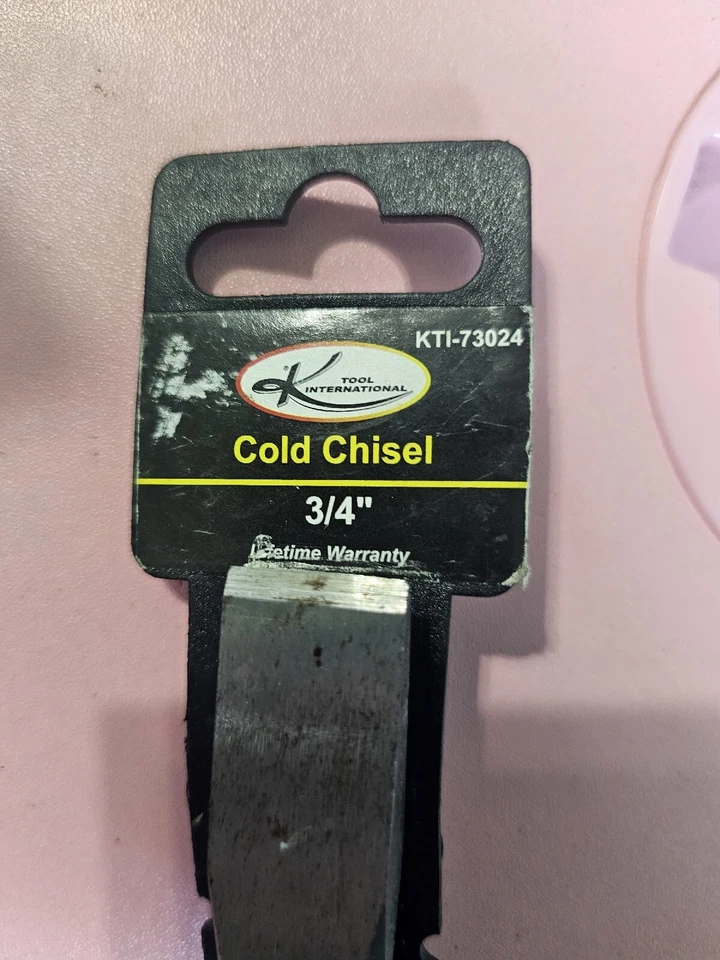 KTI-73024
K TOOL
INTERNATIONAL
Cold Chisel
3/4"
Lifetime Warranty